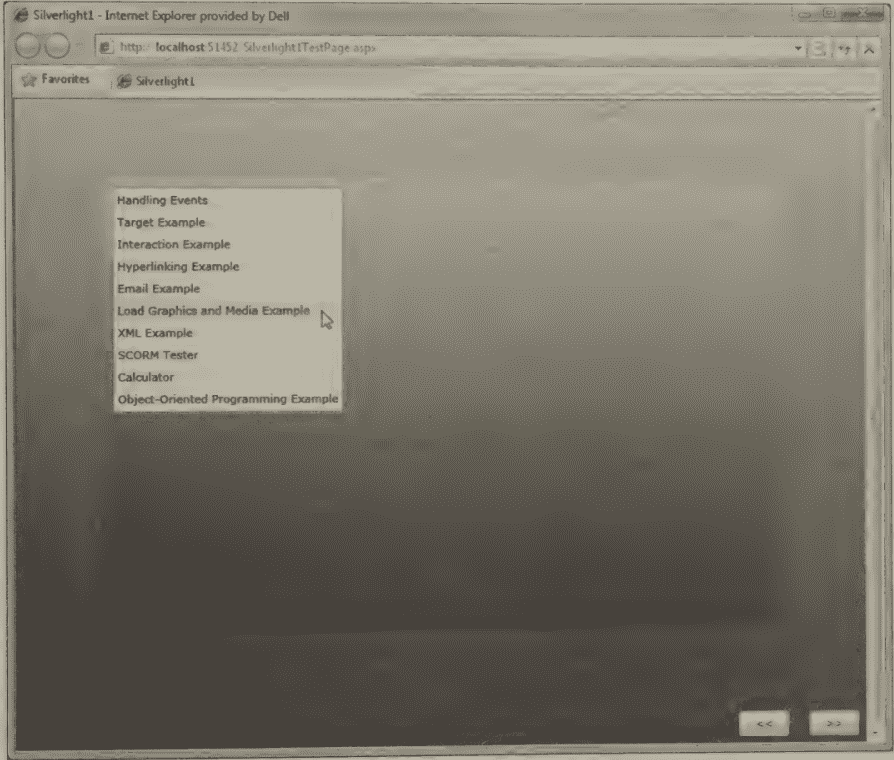 Silverlight1 - Internet Explorer provided by Dell
http: localhost:51452 Silverlight1TestPage.aspx
Favorites
Silverlight1
Handling Events
Target Example
Interaction Example
Hyperlinking Example
Email Example
Load Graphics and Media Example
XML Example
SCORM Tester
Calculator
Object-Oriented Programming Example
<< >>